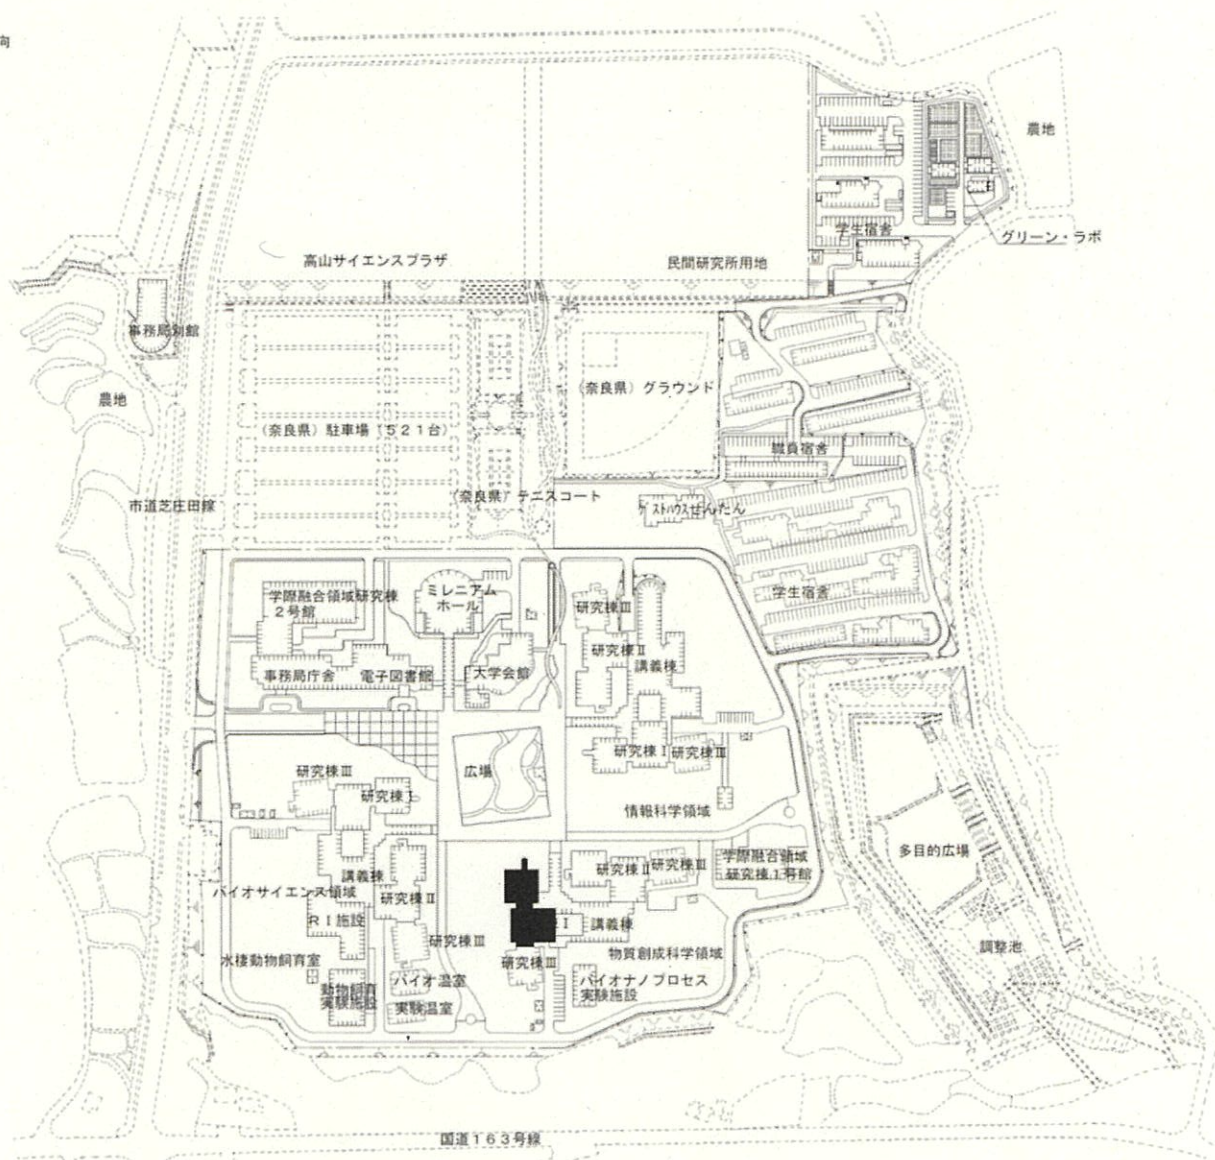 向
農地
グリーン・ラボ
学生宿舎
高山サイエンスプラザ
民間研究所用地
事務局別館
農地
（奈良県）グラウンド
（奈良県）駐車場（５２１台）
職員宿舎
（奈良県）テニスコート
市道芝庄田線
ゲストハウスせんたん
学際融合領域研究棟
２号館
ミレニアム
ホール
研究棟Ⅲ
学生宿舎
研究棟Ⅱ
講義棟
事務局庁舎
電子図書館
大学会館
研究棟Ⅰ
研究棟Ⅲ
広場
研究棟Ⅲ
研究棟Ⅰ
情報科学領域
多目的広場
学際融合領域
研究棟１号館
研究棟Ⅱ
研究棟Ⅲ
講義棟
バイオサイエンス領域
研究棟Ⅱ
ＲＩ施設
Ⅰ
講義棟
研究棟Ⅲ
調整池
物質創成科学領域
水棲動物飼育室
研究棟Ⅲ
バイオ温室
バイオナノプロセス
実験施設
動物飼育
実験施設
実験温室
国道１６３号線